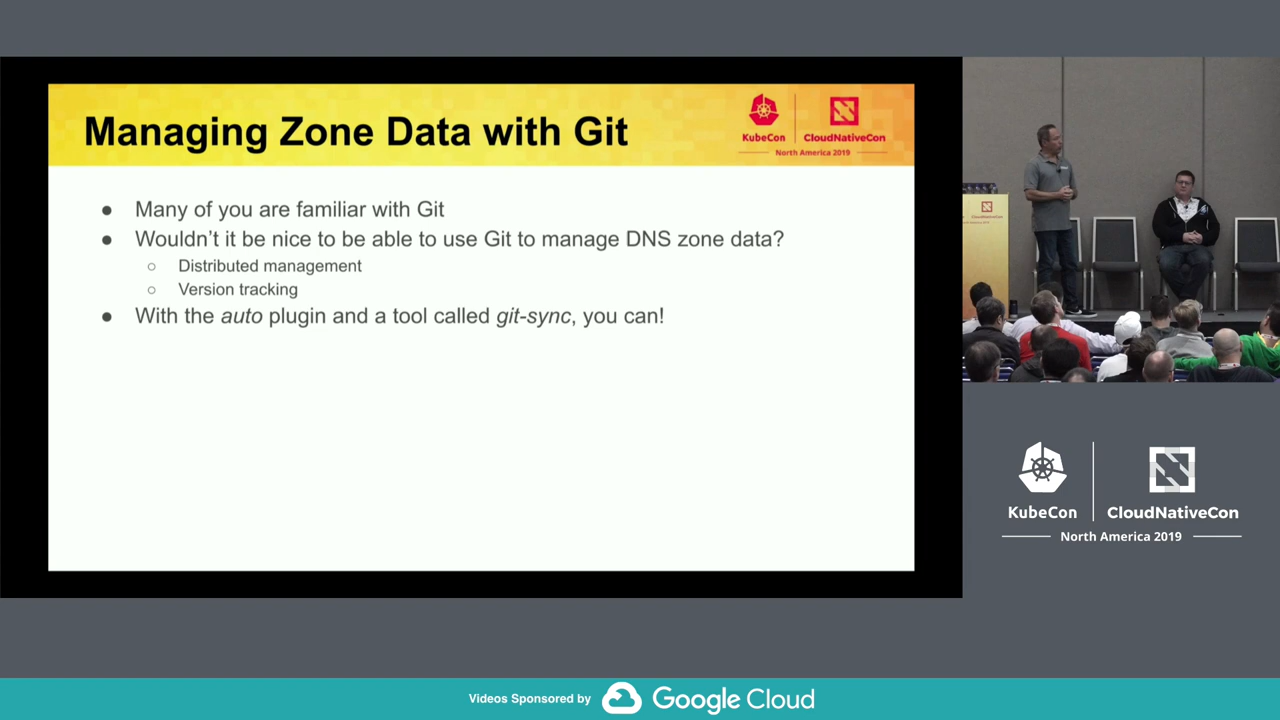 Managing Zone Data with Git
KubeCon
CloudNativeCon
North America 2019
● Many of you are familiar with Git
● Wouldn't it be nice to be able to use Git to manage DNS zone data?
○ Distributed management
○ Version tracking
● With the auto plugin and a tool called git-sync, you can!
KubeCon
CloudNativeCon
North America 2019
Videos Sponsored by
Google Cloud